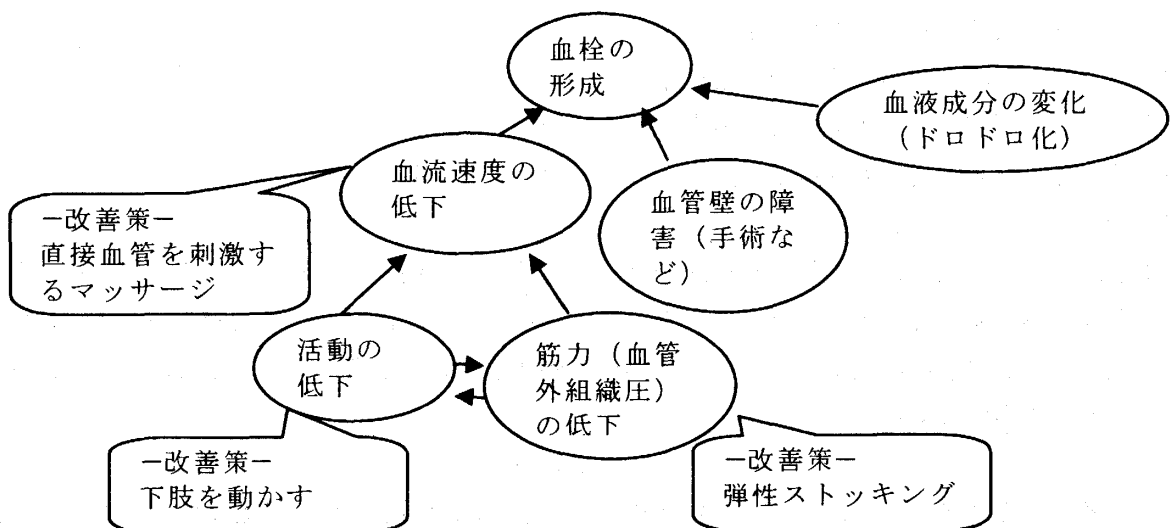 血栓の
形成
血液成分の変化
（ドロドロ化）
血流速度の
低下
血管壁の障
害（手術な
ど）
－改善策－
直接血管を刺激す
るマッサージ
活動の
低下
筋力（血管
外組織圧）
の低下
－改善策－
下肢を動かす
－改善策－
弾性ストッキング